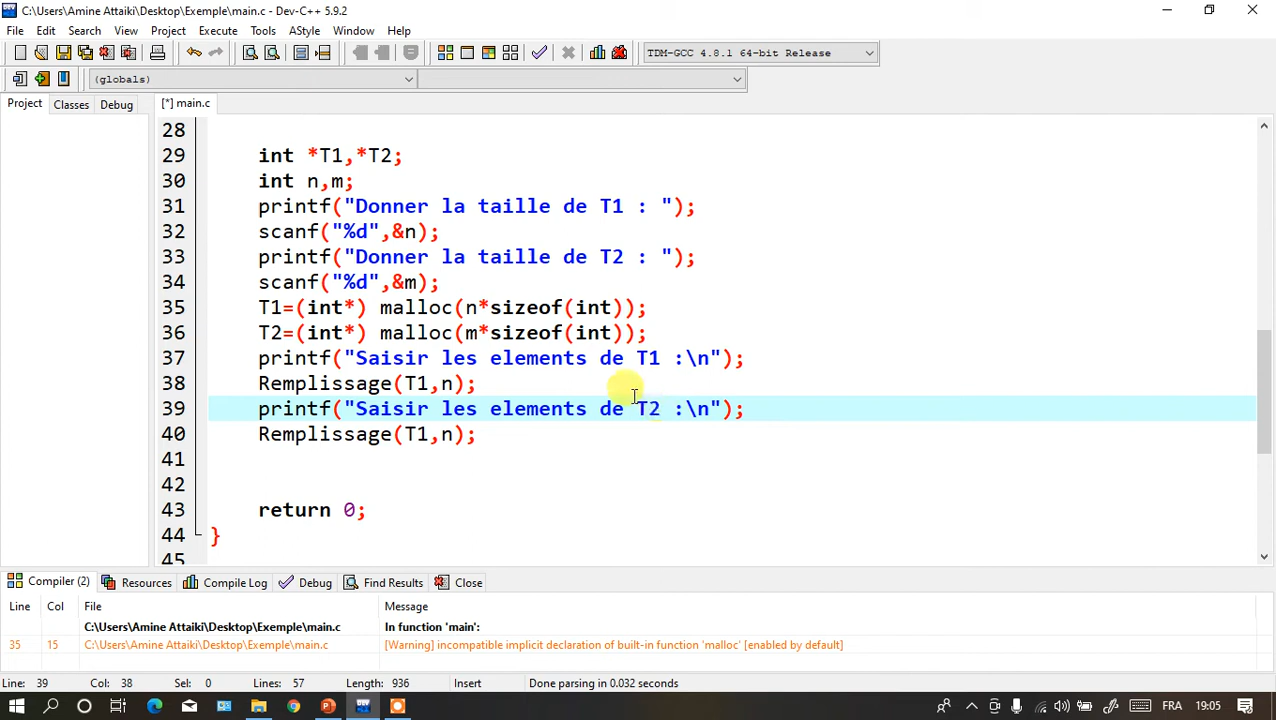 C:\Users\Amine Attaiki\Desktop\Exemple\main.c - Dev-C++ 5.9.2
File Edit Search View Project Execute Tools AStyle Window Help
TDM-GCC 4.8.1 64-bit Release
(globals)
Project Classes Debug [*] main.c
28
29 int *T1,*T2;
30 int n,m;
31 printf("Donner la taille de T1 : ");
32 scanf("%d",&n);
33 printf("Donner la taille de T2 : ");
34 scanf("%d",&m);
35 T1=(int*) malloc(n*sizeof(int));
36 T2=(int*) malloc(m*sizeof(int));
37 printf("Saisir les elements de T1 :\n");
38 Remplissage(T1,n);
39 printf("Saisir les elements de T2 :\n");
40 Remplissage(T1,n);
41
42
43 return 0;
44 }
45
Compiler (2) Resources Compile Log Debug Find Results Close
Line Col File Message
C:\Users\Amine Attaiki\Desktop\Exemple\main.c In function 'main':
35 15 C:\Users\Amine Attaiki\Desktop\Exemple\main.c [Warning] incompatible implicit declaration of built-in function 'malloc' [enabled by default]
Line: 39 Col: 38 Sel: 0 Lines: 57 Length: 936 Insert Done parsing in 0.032 seconds
DEV FRA 19:05